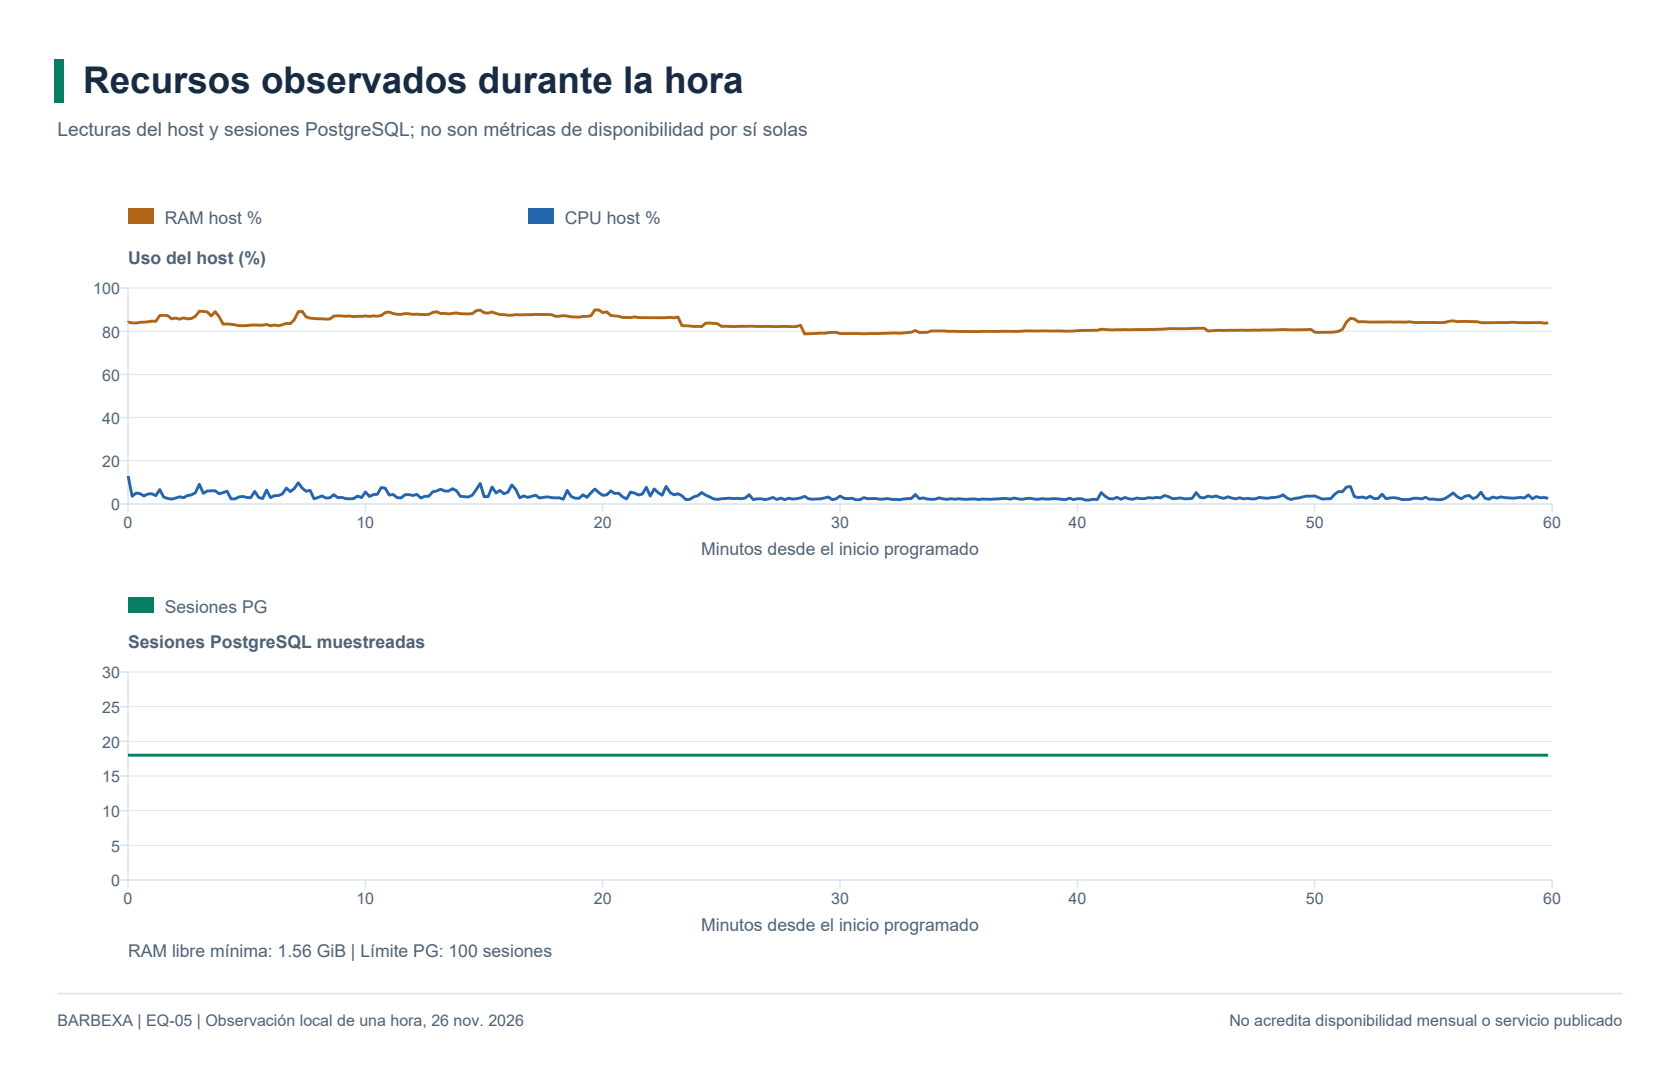 Recursos observados durante la hora
Lecturas del host y sesiones PostgreSQL; no son métricas de disponibilidad por sí solas
RAM host %
CPU host %
Uso del host (%)
100
80
60
40
20
0
0 10 20 30 40 50 60
Minutos desde el inicio programado
Sesiones PG
Sesiones PostgreSQL muestreadas
30
25
20
15
10
5
0
0 10 20 30 40 50 60
Minutos desde el inicio programado
RAM libre mínima: 1.56 GiB | Límite PG: 100 sesiones
BARBEXA | EQ-05 | Observación local de una hora, 26 nov. 2026
No acredita disponibilidad mensual o servicio publicado